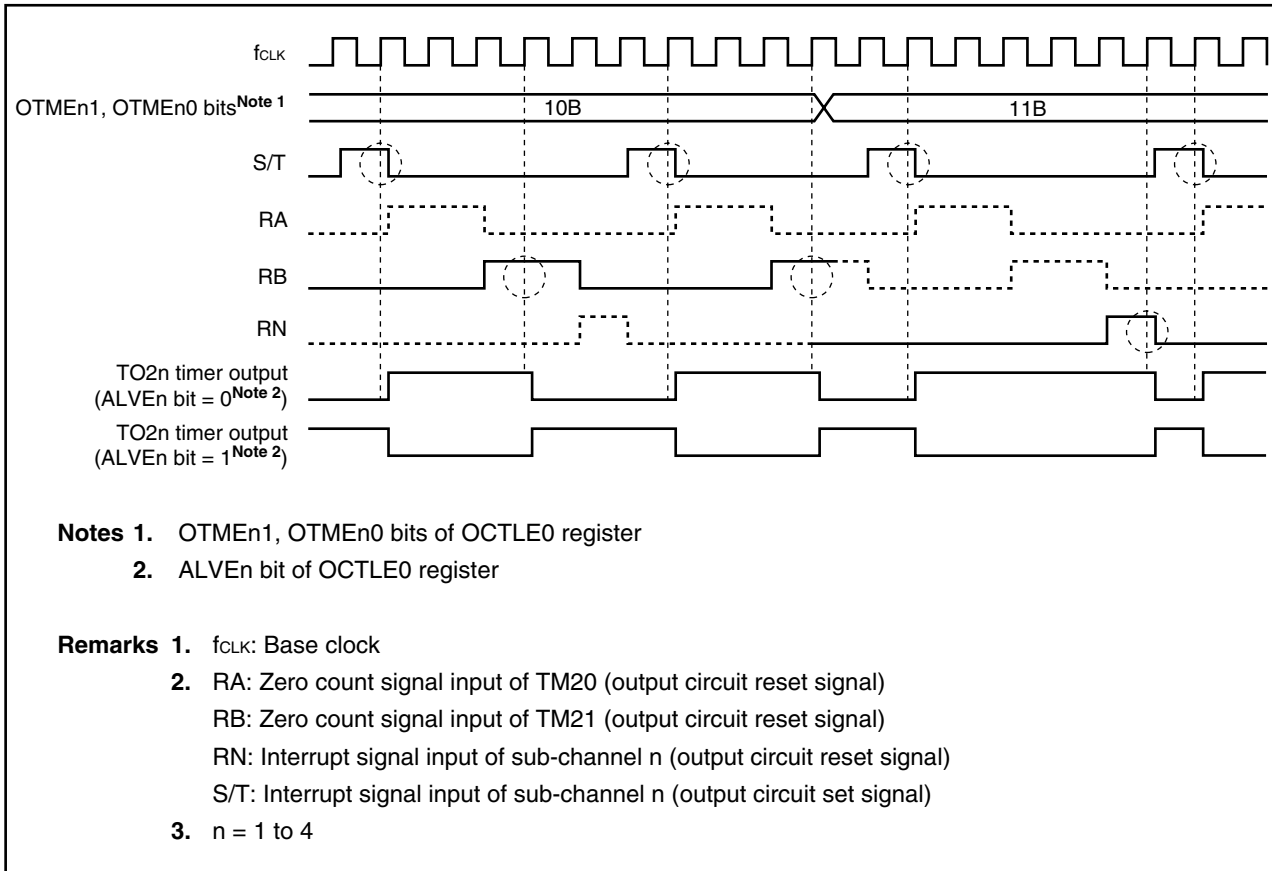 fCLK
OTMEn1, OTMEn0 bitsNote 1
10B
11B
S/T
RA
RB
RN
TO2n timer output
(ALVEn bit = 0Note 2)
TO2n timer output
(ALVEn bit = 1Note 2)
Notes 1. OTMEn1, OTMEn0 bits of OCTLE0 register
2. ALVEn bit of OCTLE0 register
Remarks 1. fCLK: Base clock
2. RA: Zero count signal input of TM20 (output circuit reset signal)
RB: Zero count signal input of TM21 (output circuit reset signal)
RN: Interrupt signal input of sub-channel n (output circuit reset signal)
S/T: Interrupt signal input of sub-channel n (output circuit set signal)
3. n = 1 to 4